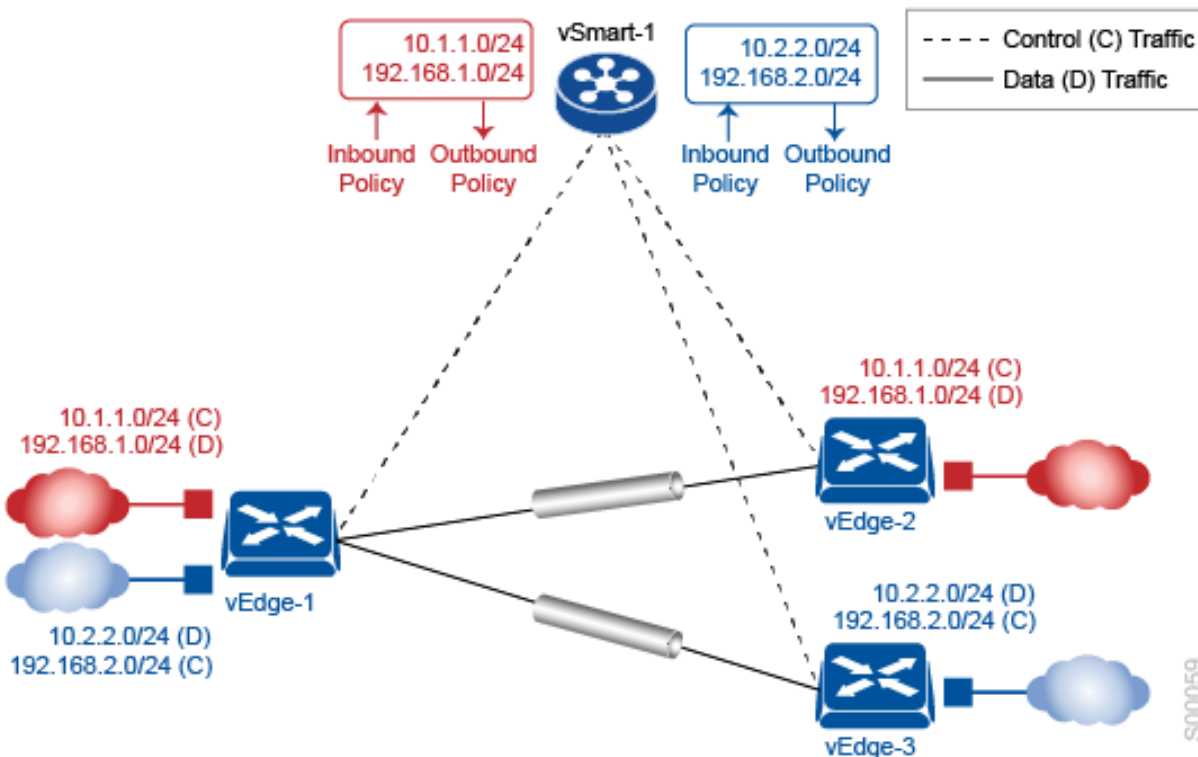 10.1.1.0/24
192.168.1.0/24
Inbound Policy
Outbound Policy
vSmart-1
10.2.2.0/24
192.168.2.0/24
Inbound Policy
Outbound Policy
Control (C) Traffic
Data (D) Traffic
10.1.1.0/24 (C)
192.168.1.0/24 (D)
vEdge-1
10.2.2.0/24 (D)
192.168.2.0/24 (C)
10.1.1.0/24 (C)
192.168.1.0/24 (D)
vEdge-2
10.2.2.0/24 (D)
192.168.2.0/24 (C)
vEdge-3
S00059